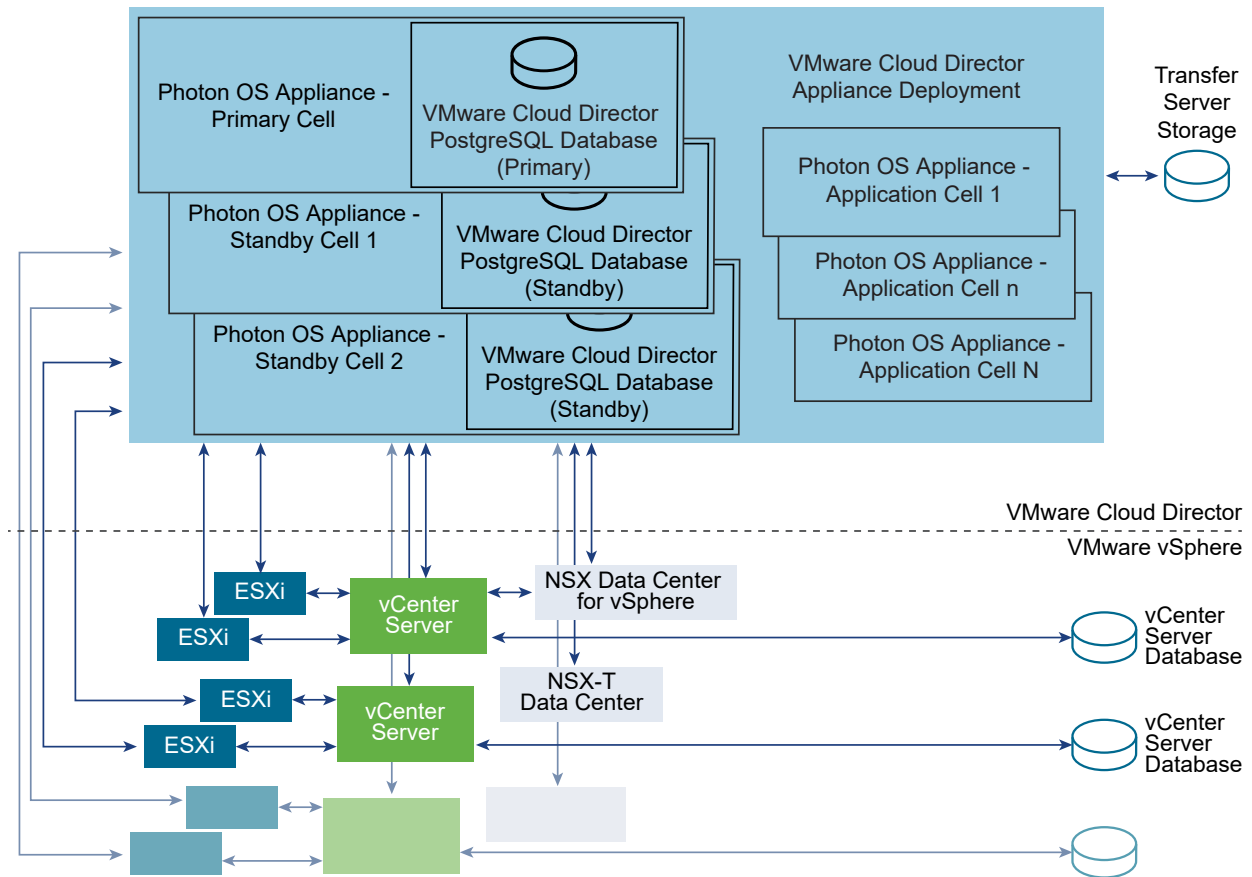 Photon OS Appliance -
Primary Cell
VMware Cloud Director
PostgreSQL Database
(Primary)
Photon OS Appliance -
Standby Cell 1
VMware Cloud Director
PostgreSQL Database
(Standby)
Photon OS Appliance -
Standby Cell 2
VMware Cloud Director
PostgreSQL Database
(Standby)
VMware Cloud Director
Appliance Deployment
Photon OS Appliance -
Application Cell 1
Photon OS Appliance -
Application Cell n
Photon OS Appliance -
Application Cell N
Transfer
Server
Storage
VMware Cloud Director
VMware vSphere
ESXi
ESXi
vCenter
Server
NSX Data Center
for vSphere
vCenter
Server
Database
ESXi
ESXi
vCenter
Server
NSX-T
Data Center
vCenter
Server
Database